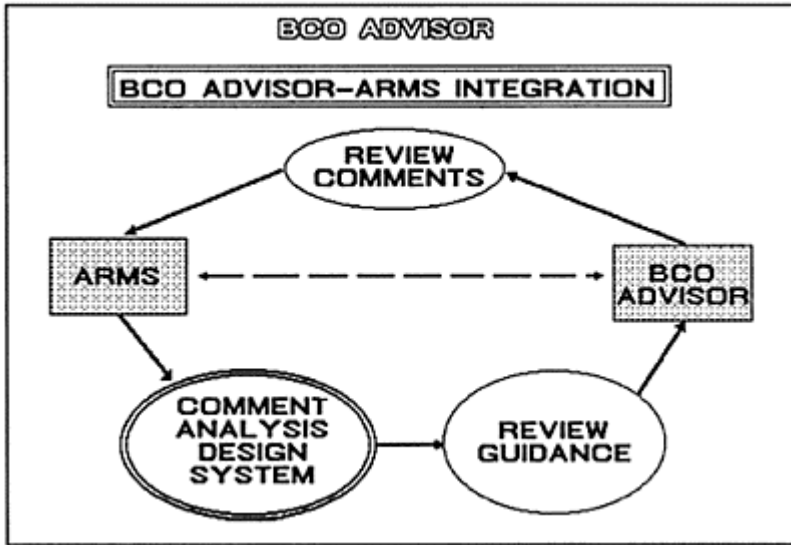 BCO ADVISOR
BCO ADVISOR-ARMS INTEGRATION
REVIEW
COMMENTS
ARMS
BCO
ADVISOR
COMMENT
ANALYSIS
DESIGN
SYSTEM
REVIEW
GUIDANCE